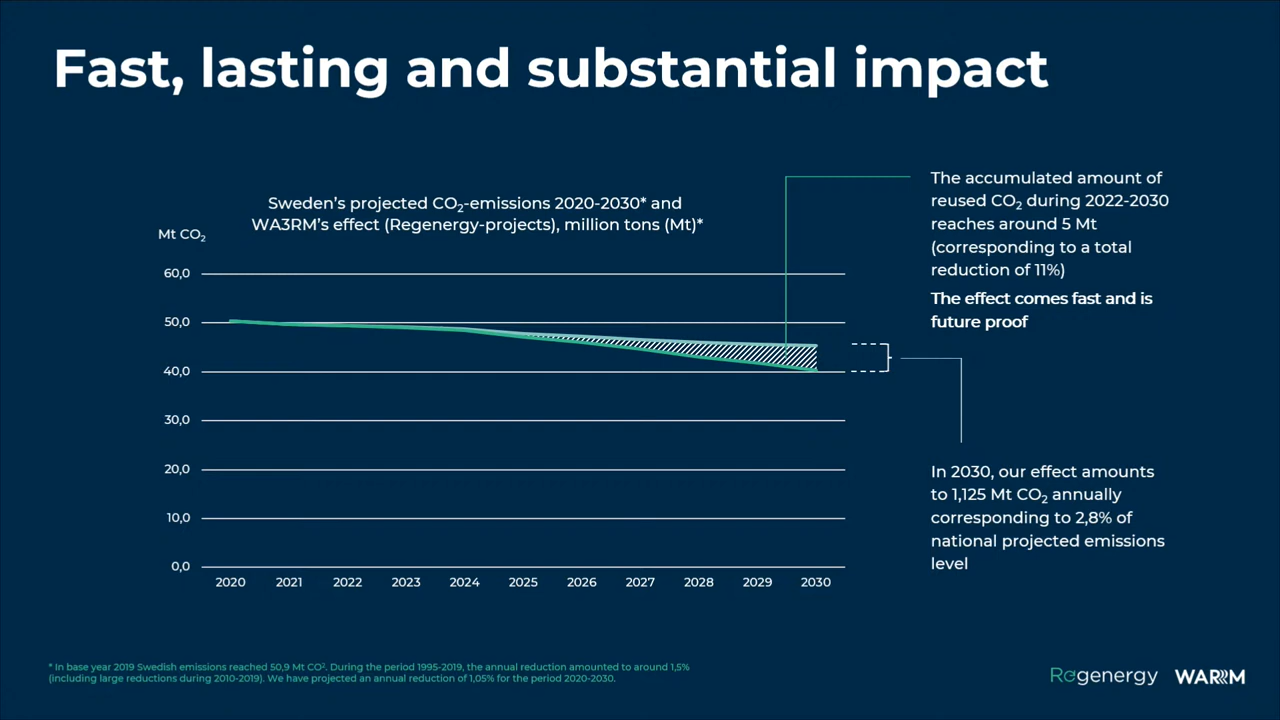 Fast, lasting and substantial impact
Sweden's projected CO₂-emissions 2020-2030* and
WA3RM's effect (Regenergy-projects), million tons (Mt)*
Mt CO₂
60,0
50,0
40,0
30,0
20,0
10,0
0,0
2020 2021 2022 2023 2024 2025 2026 2027 2028 2029 2030
The accumulated amount of
reused CO₂ during 2022-2030
reaches around 5 Mt
(corresponding to a total
reduction of 11%)
The effect comes fast and is
future proof
In 2030, our effect amounts
to 1,125 Mt CO₂ annually
corresponding to 2,8% of
national projected emissions
level
* In base year 2019 Swedish emissions reached 50,9 Mt CO². During the period 1995-2019, the annual reduction amounted to around 1,5%
(including large reductions during 2010-2019). We have projected an annual reduction of 1,05% for the period 2020-2030.
Regenergy WA3RM